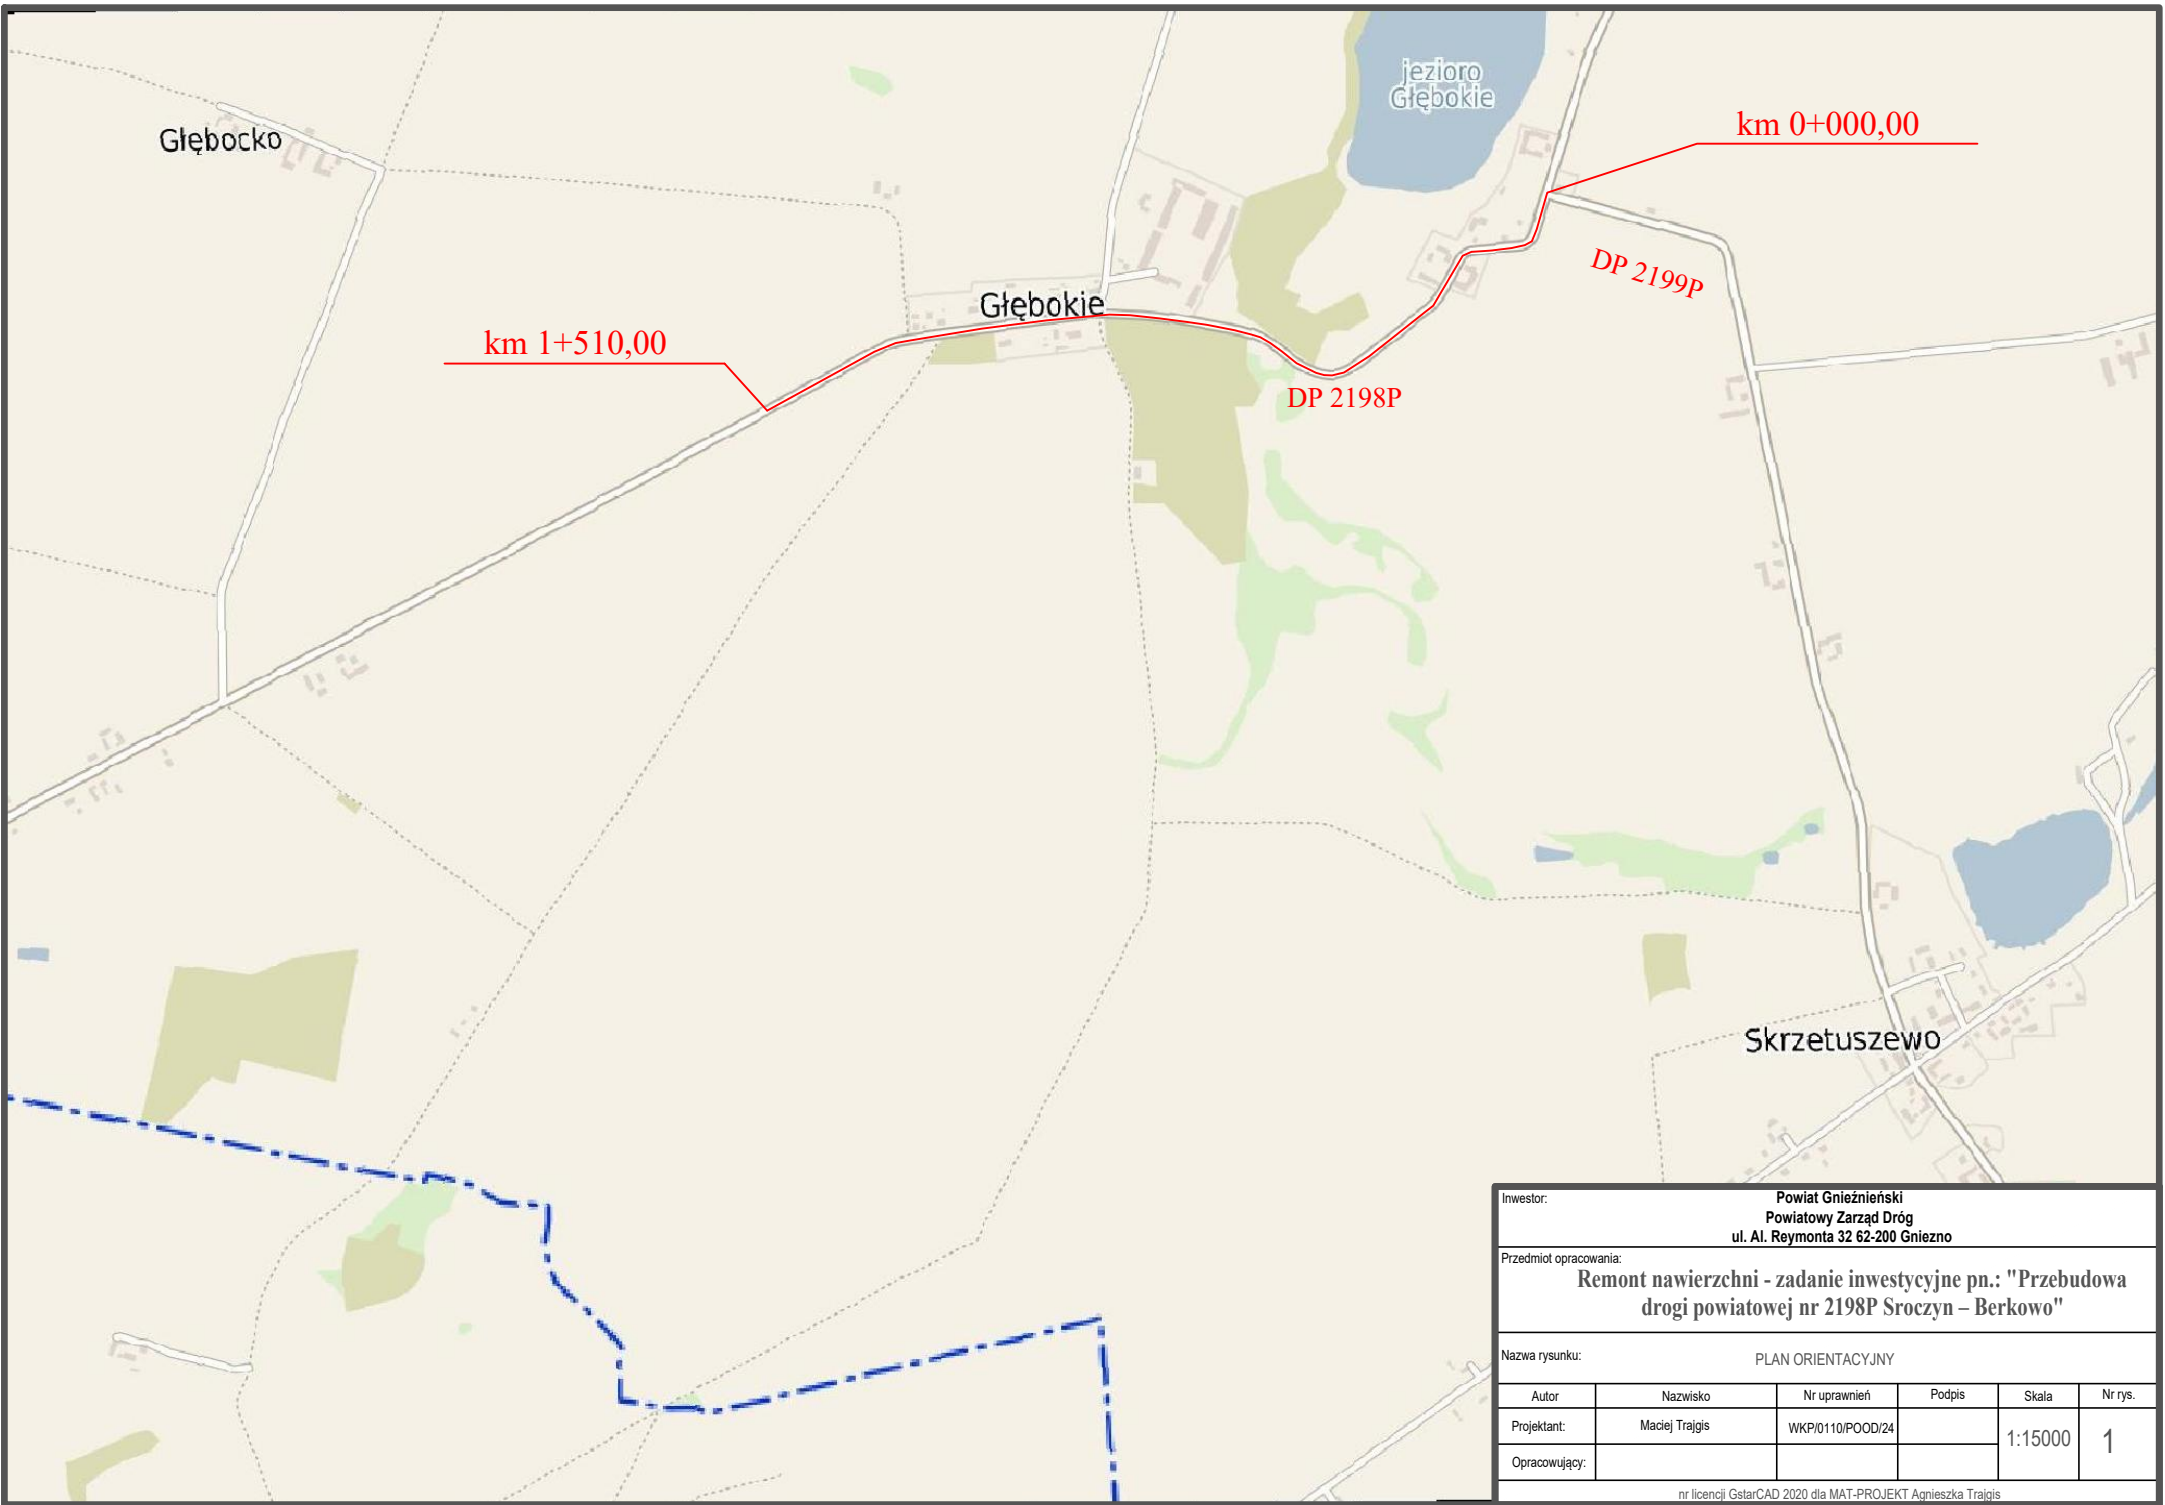 jezioro
Głębokie
km 0+000,00
Głębocko
DP 2199P
Głębokie
km 1+510,00
DP 2198P
Skrzetuszewo
Inwestor:
Powiat Gnieźnieński
Powiatowy Zarząd Dróg
ul. Al. Reymonta 32 62-200 Gniezno
Przedmiot opracowania:
Remont nawierzchni - zadanie inwestycyjne pn.: "Przebudowa
drogi powiatowej nr 2198P Sroczyn – Berkowo"
Nazwa rysunku: PLAN ORIENTACYJNY
Autor Nazwisko Nr uprawnień Podpis Skala Nr rys.
Projektant: Maciej Trajgis WKP/0110/POOD/24 1:15000 1
Opracowujący:
nr licencji GstarCAD 2020 dla MAT-PROJEKT Agnieszka Trajgis